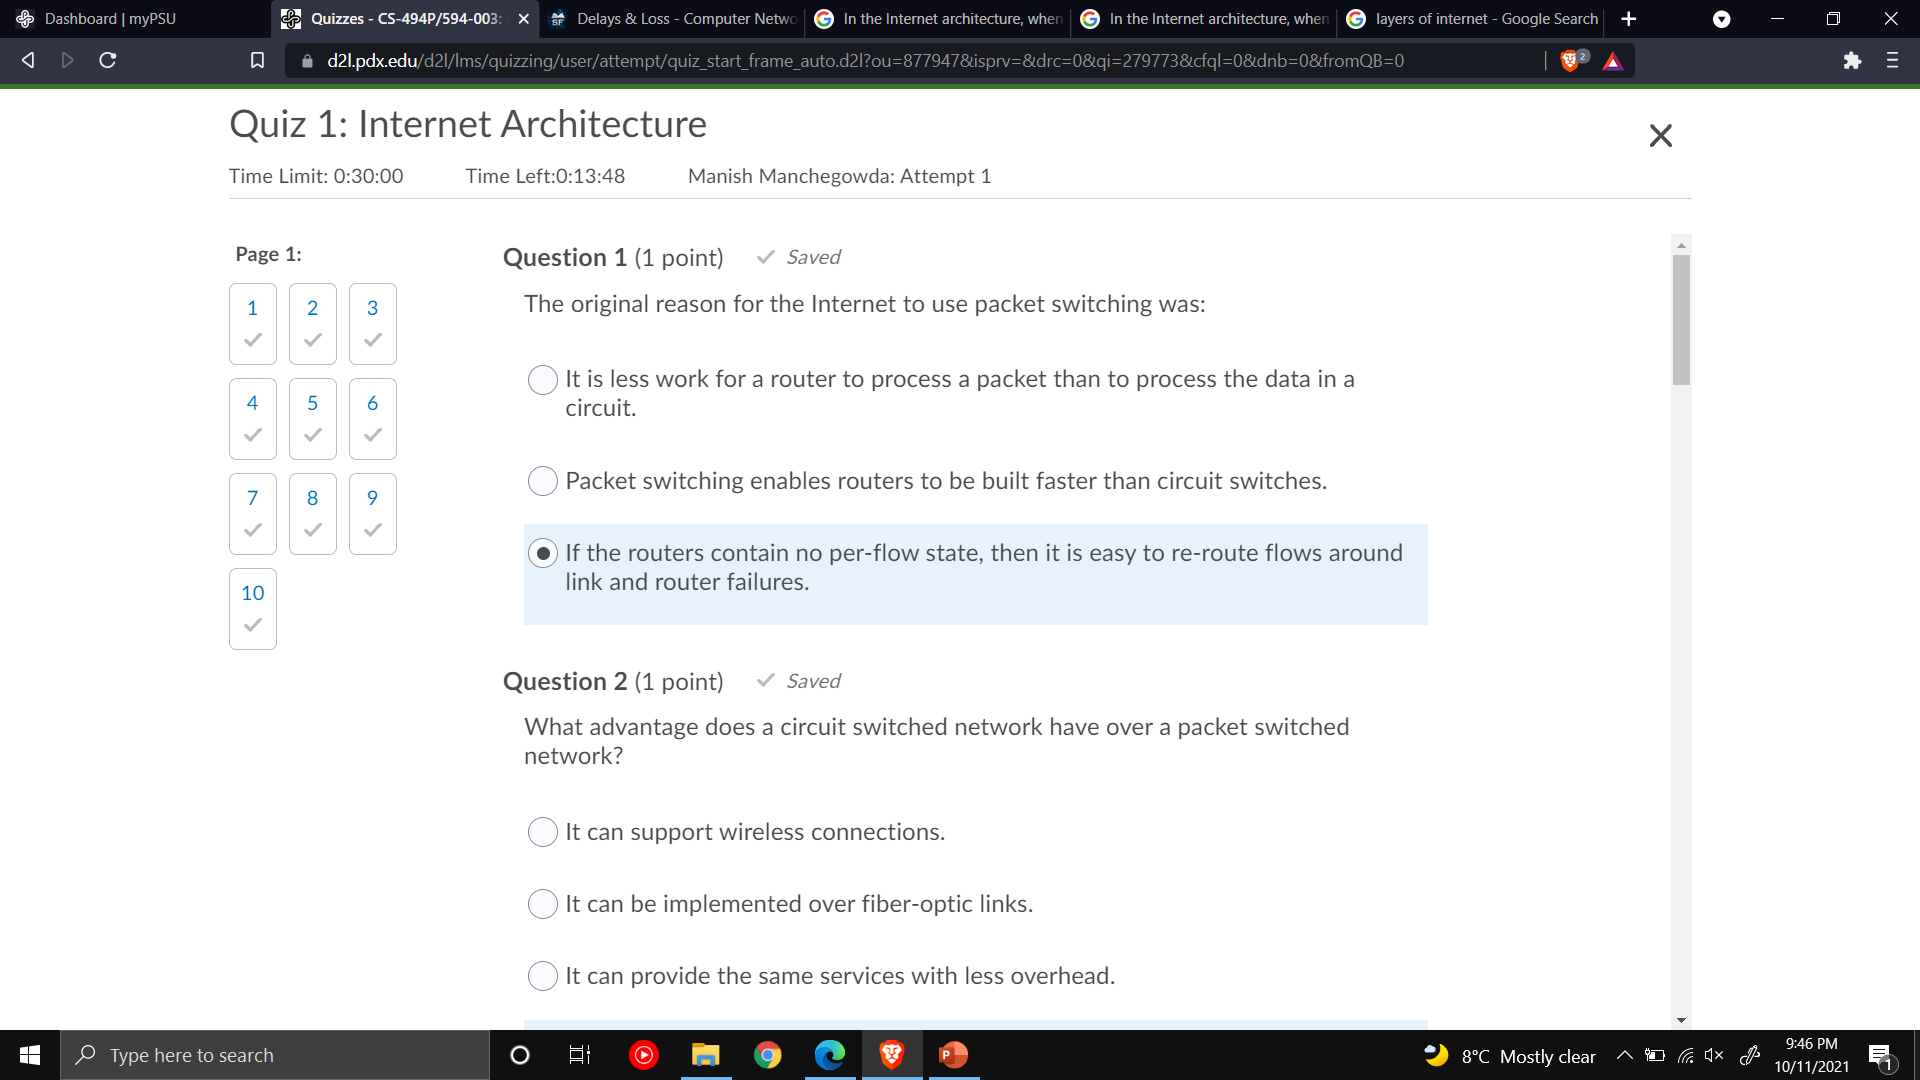 Dashboard | myPSU
Quizzes - CS-494P/594-003:
Delays & Loss - Computer Netwo
In the Internet architecture, when
In the Internet architecture, when
layers of internet - Google Search
d2l.pdx.edu/d2l/lms/quizzing/user/attempt/quiz_start_frame_auto.d2l?ou=877947&isprv=&drc=0&qi=279773&cfql=0&dnb=0&fromQB=0
2
Quiz 1: Internet Architecture
Time Limit: 0:30:00 Time Left:0:13:48 Manish Manchegowda: Attempt 1
Page 1:
1 2 3
4 5 6
7 8 9
10
Question 1 (1 point) Saved
The original reason for the Internet to use packet switching was:
It is less work for a router to process a packet than to process the data in a
circuit.
Packet switching enables routers to be built faster than circuit switches.
If the routers contain no per-flow state, then it is easy to re-route flows around
link and router failures.
Question 2 (1 point) Saved
What advantage does a circuit switched network have over a packet switched
network?
It can support wireless connections.
It can be implemented over fiber-optic links.
It can provide the same services with less overhead.
Type here to search
8°C Mostly clear
9:46 PM
10/11/2021
1